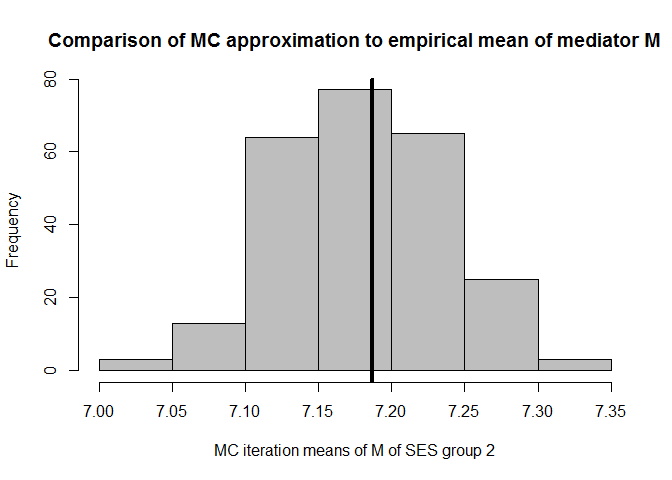 Comparison of MC approximation to empirical mean of mediator M
Frequency
80
60
40
20
0
7.00 7.05 7.10 7.15 7.20 7.25 7.30 7.35
MC iteration means of M of SES group 2